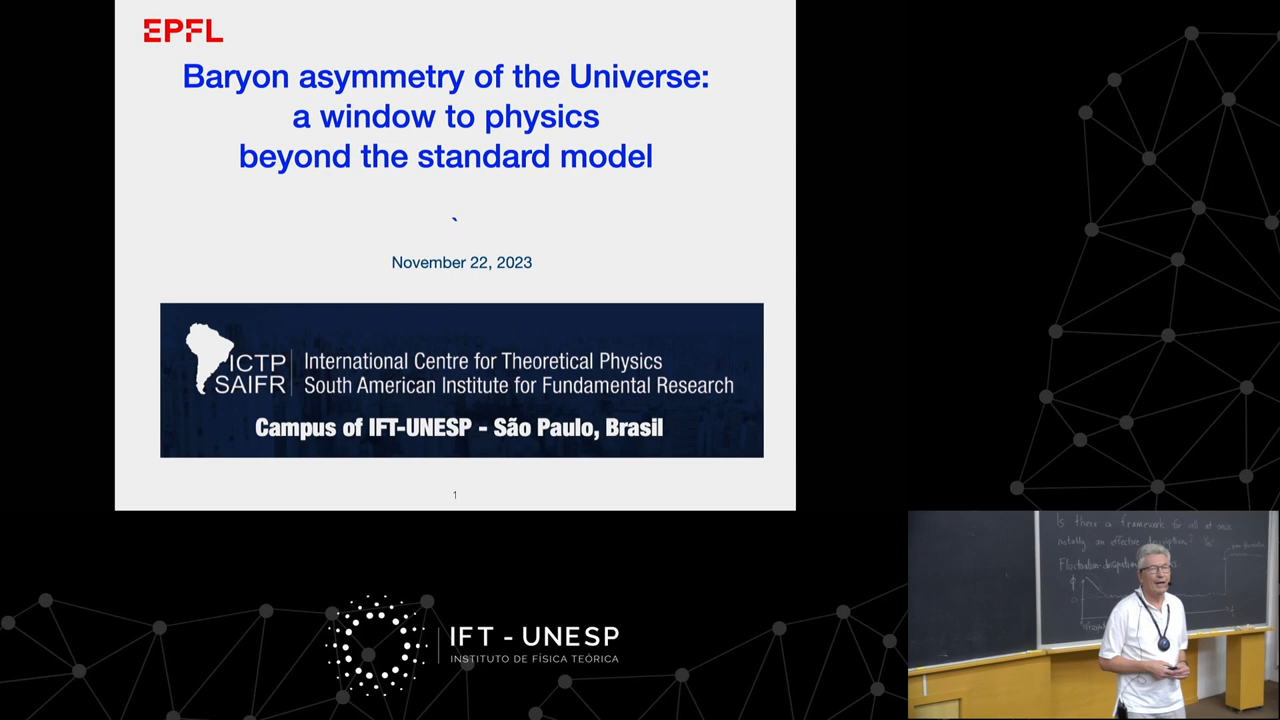 EPFL
Baryon asymmetry of the Universe:
a window to physics
beyond the standard model
`
November 22, 2023
ICTP
SAIFR
International Centre for Theoretical Physics
South American Institute for Fundamental Research
Campus of IFT-UNESP - São Paulo, Brasil
1
IFT - UNESP
INSTITUTO DE FÍSICA TEÓRICA
Is there a framework for all at once
notably an effective description?
Fluctuation-dissipation